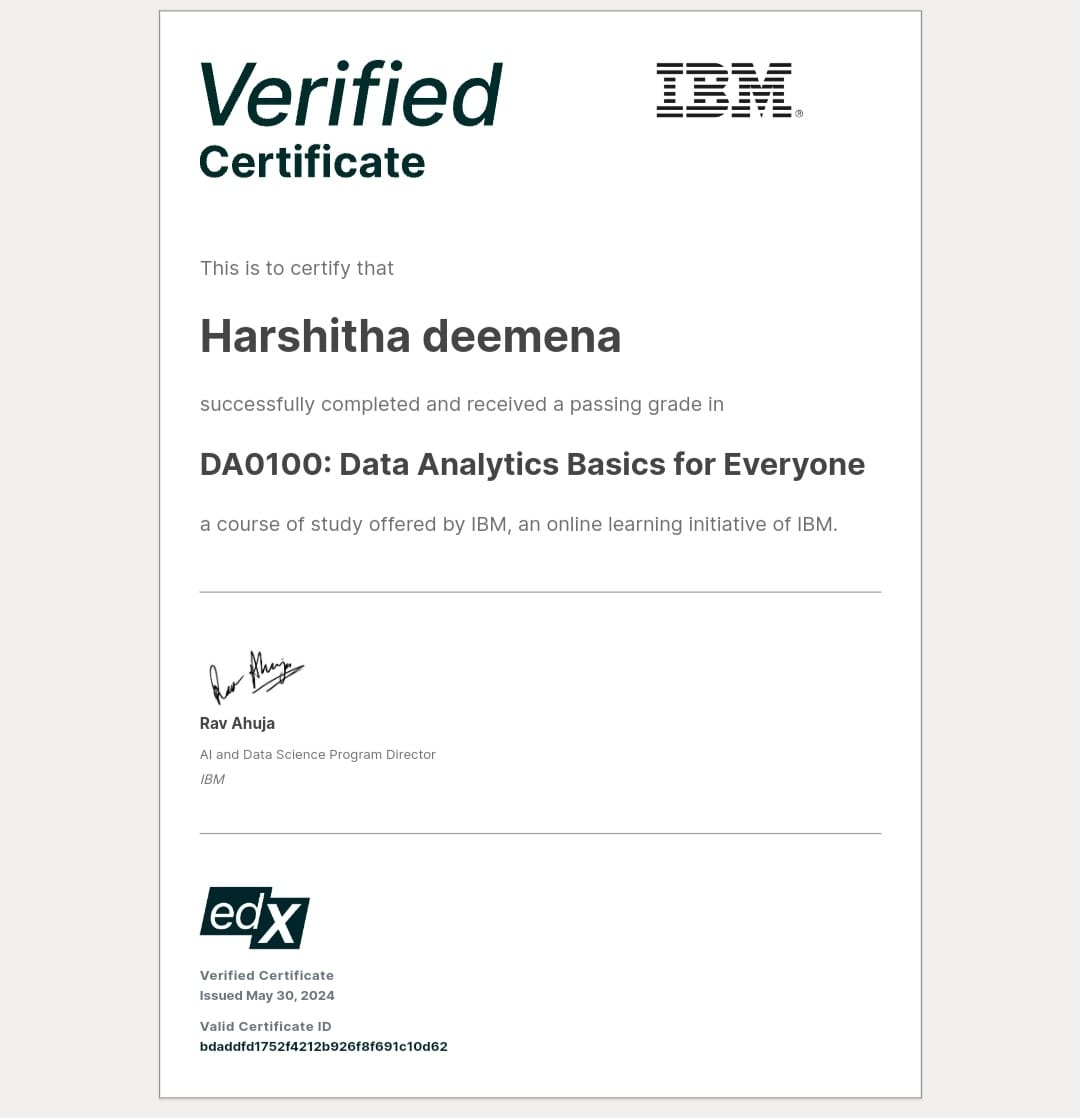 Verified
IBM®
Certificate
This is to certify that
Harshitha deemena
successfully completed and received a passing grade in
DA0100: Data Analytics Basics for Everyone
a course of study offered by IBM, an online learning initiative of IBM.
Rav Ahuja
Rav Ahuja
AI and Data Science Program Director
IBM
edX
Verified Certificate
Issued May 30, 2024
Valid Certificate ID
bdaddfd1752f4212b926f8f691c10d62